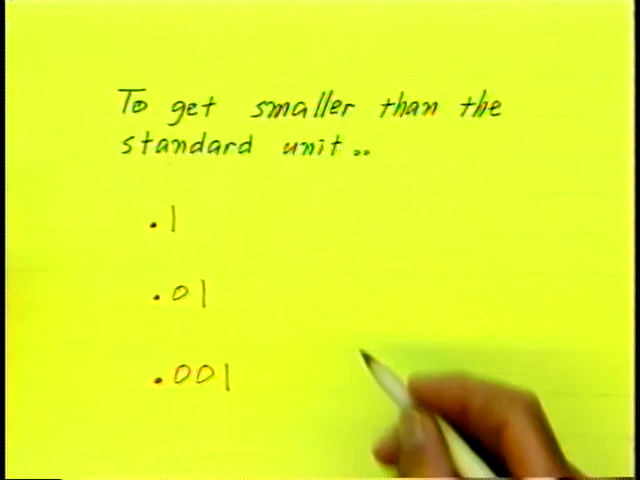 To get smaller than the
standard unit..
.1
.01
.001